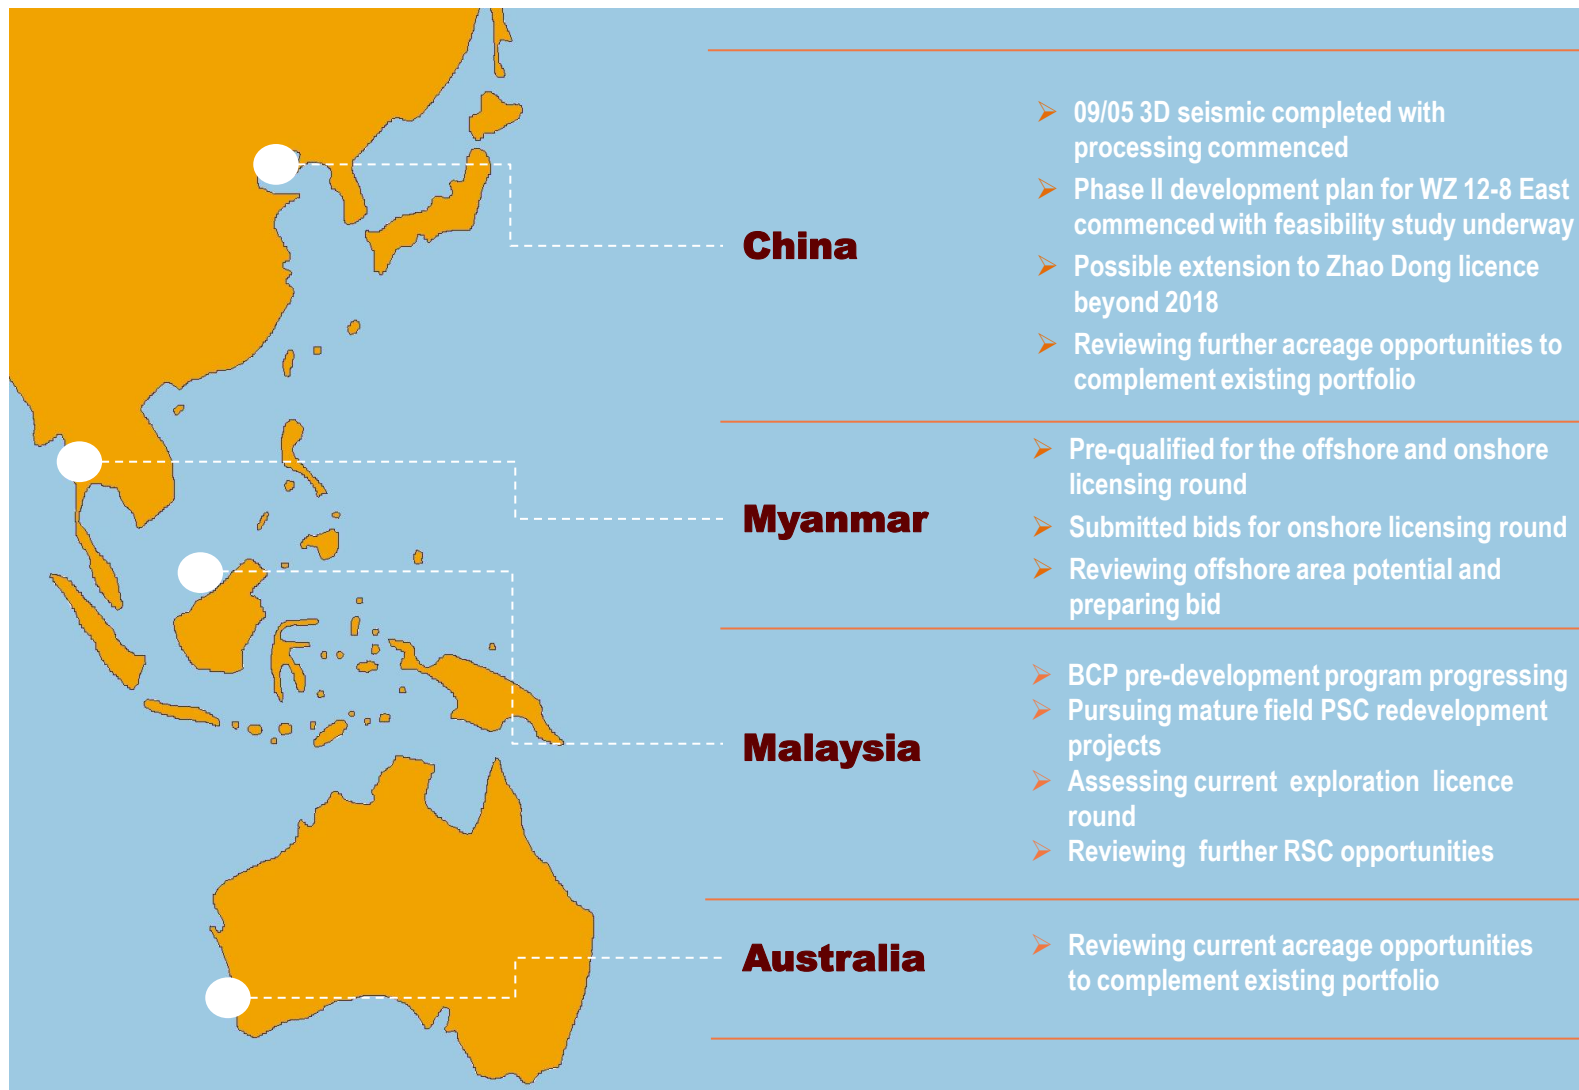 China
09/05 3D seismic completed with
processing commenced
Phase II development plan for WZ 12-8 East
commenced with feasibility study underway
Possible extension to Zhao Dong licence
beyond 2018
Reviewing further acreage opportunities to
complement existing portfolio
Myanmar
Pre-qualified for the offshore and onshore
licensing round
Submitted bids for onshore licensing round
Reviewing offshore area potential and
preparing bid
Malaysia
BCP pre-development program progressing
Pursuing mature field PSC redevelopment
projects
Assessing current exploration licence
round
Reviewing further RSC opportunities
Australia
Reviewing current acreage opportunities
to complement existing portfolio